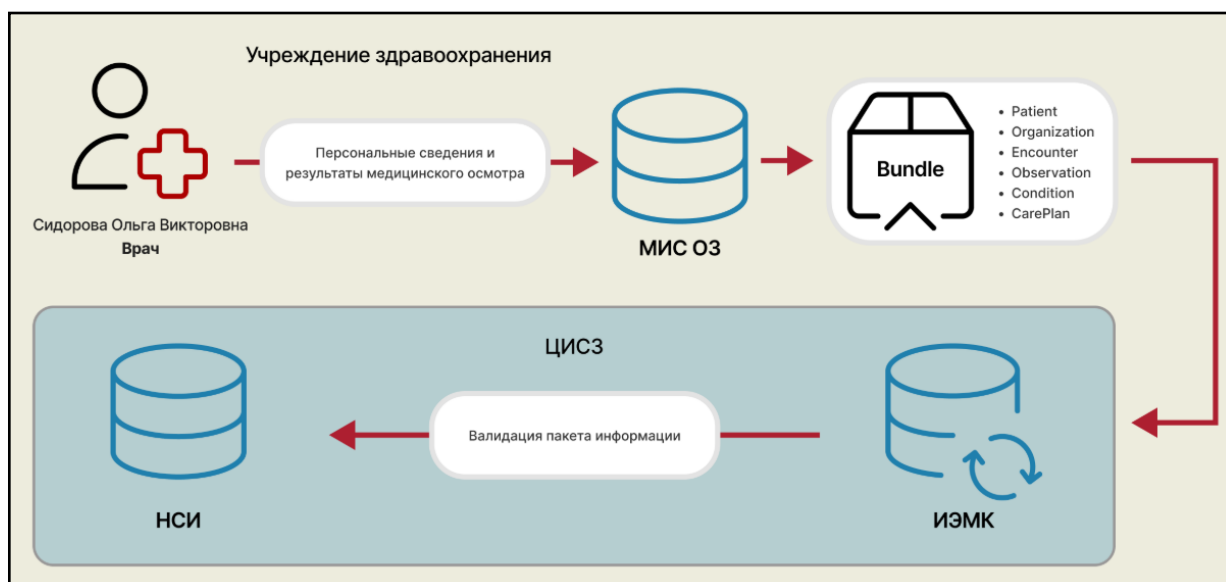 Учреждение здравоохранения
Персональные сведения и
результаты медицинского осмотра
Сидорова Ольга Викторовна
Врач
МИС ОЗ
Bundle
• Patient
• Organization
• Encounter
• Observation
• Condition
• CarePlan
ЦИСЗ
Валидация пакета информации
НСИ
ИЭМК